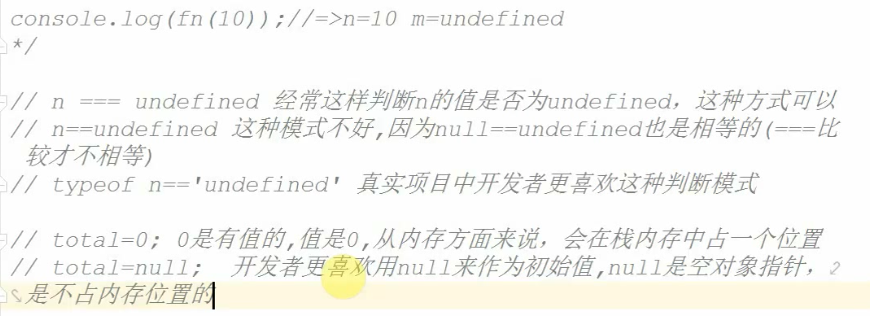 console.log(fn(10));//=>n=10 m=undefined
*/
// n === undefined 经常这样判断n的值是否为undefined，这种方式可以
// n==undefined 这种模式不好,因为null==undefined也是相等的(===比
较才不相等)
// typeof n=='undefined' 真实项目中开发者更喜欢这种判断模式
// total=0; 0是有值的,值是0,从内存方面来说，会在栈内存中占一个位置
// total=null;  开发者更喜欢用null来作为初始值,null是空对象指针，
是不占内存位置的